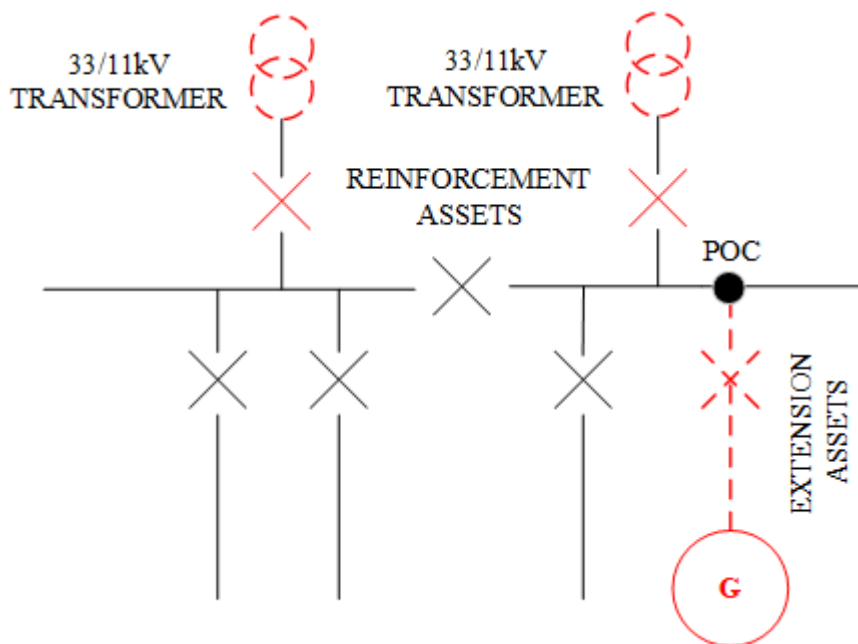 33/11kV
TRANSFORMER
33/11kV
TRANSFORMER
REINFORCEMENT
ASSETS
POC
EXTENSION
ASSETS
G